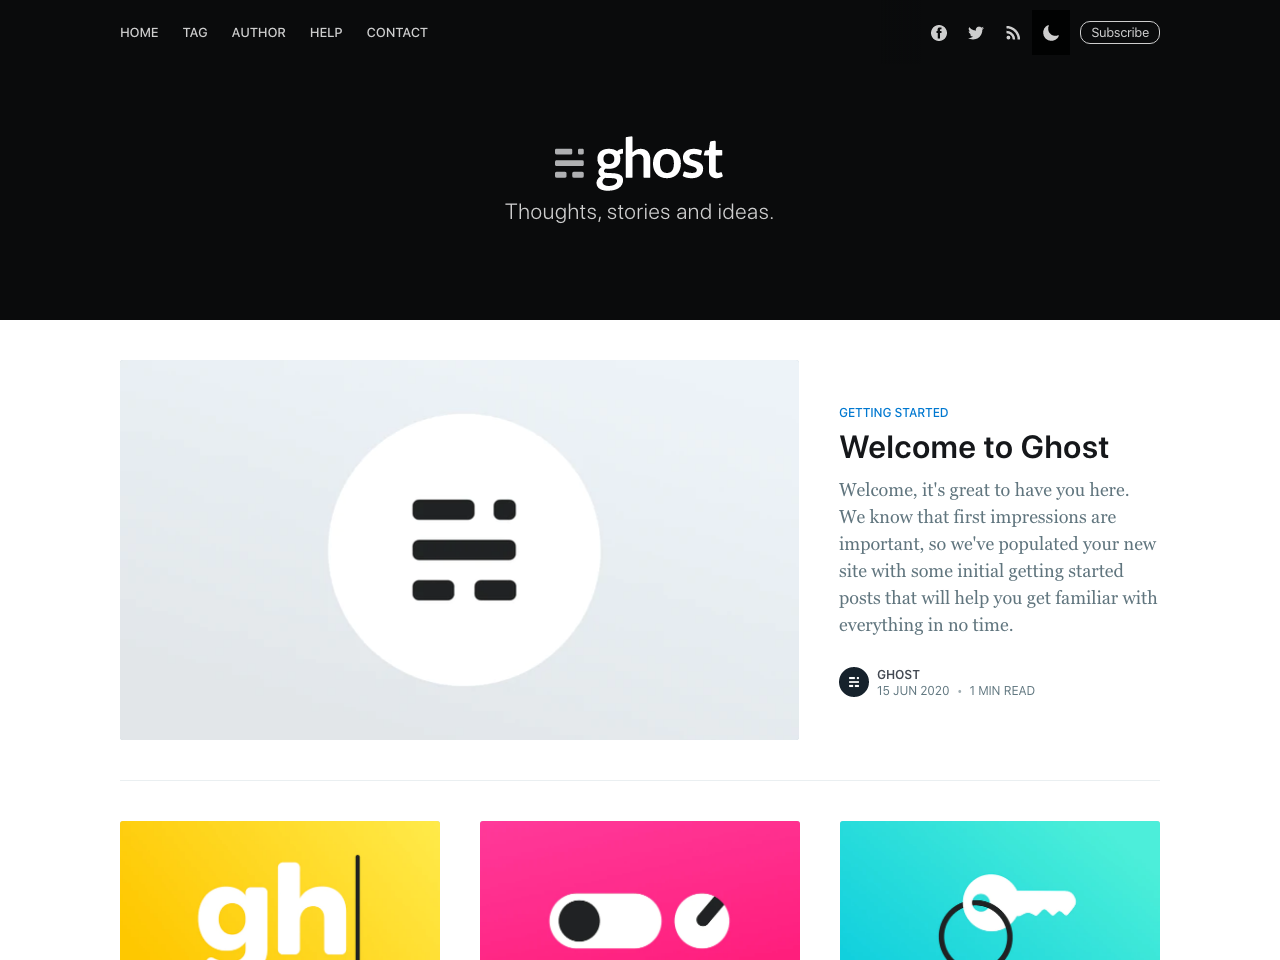 HOME TAG AUTHOR HELP CONTACT Subscribe
ghost
Thoughts, stories and ideas.
GETTING STARTED
Welcome to Ghost
Welcome, it's great to have you here.
We know that first impressions are
important, so we've populated your new
site with some initial getting started
posts that will help you get familiar with
everything in no time.
GHOST
15 JUN 2020 • 1 MIN READ
gh